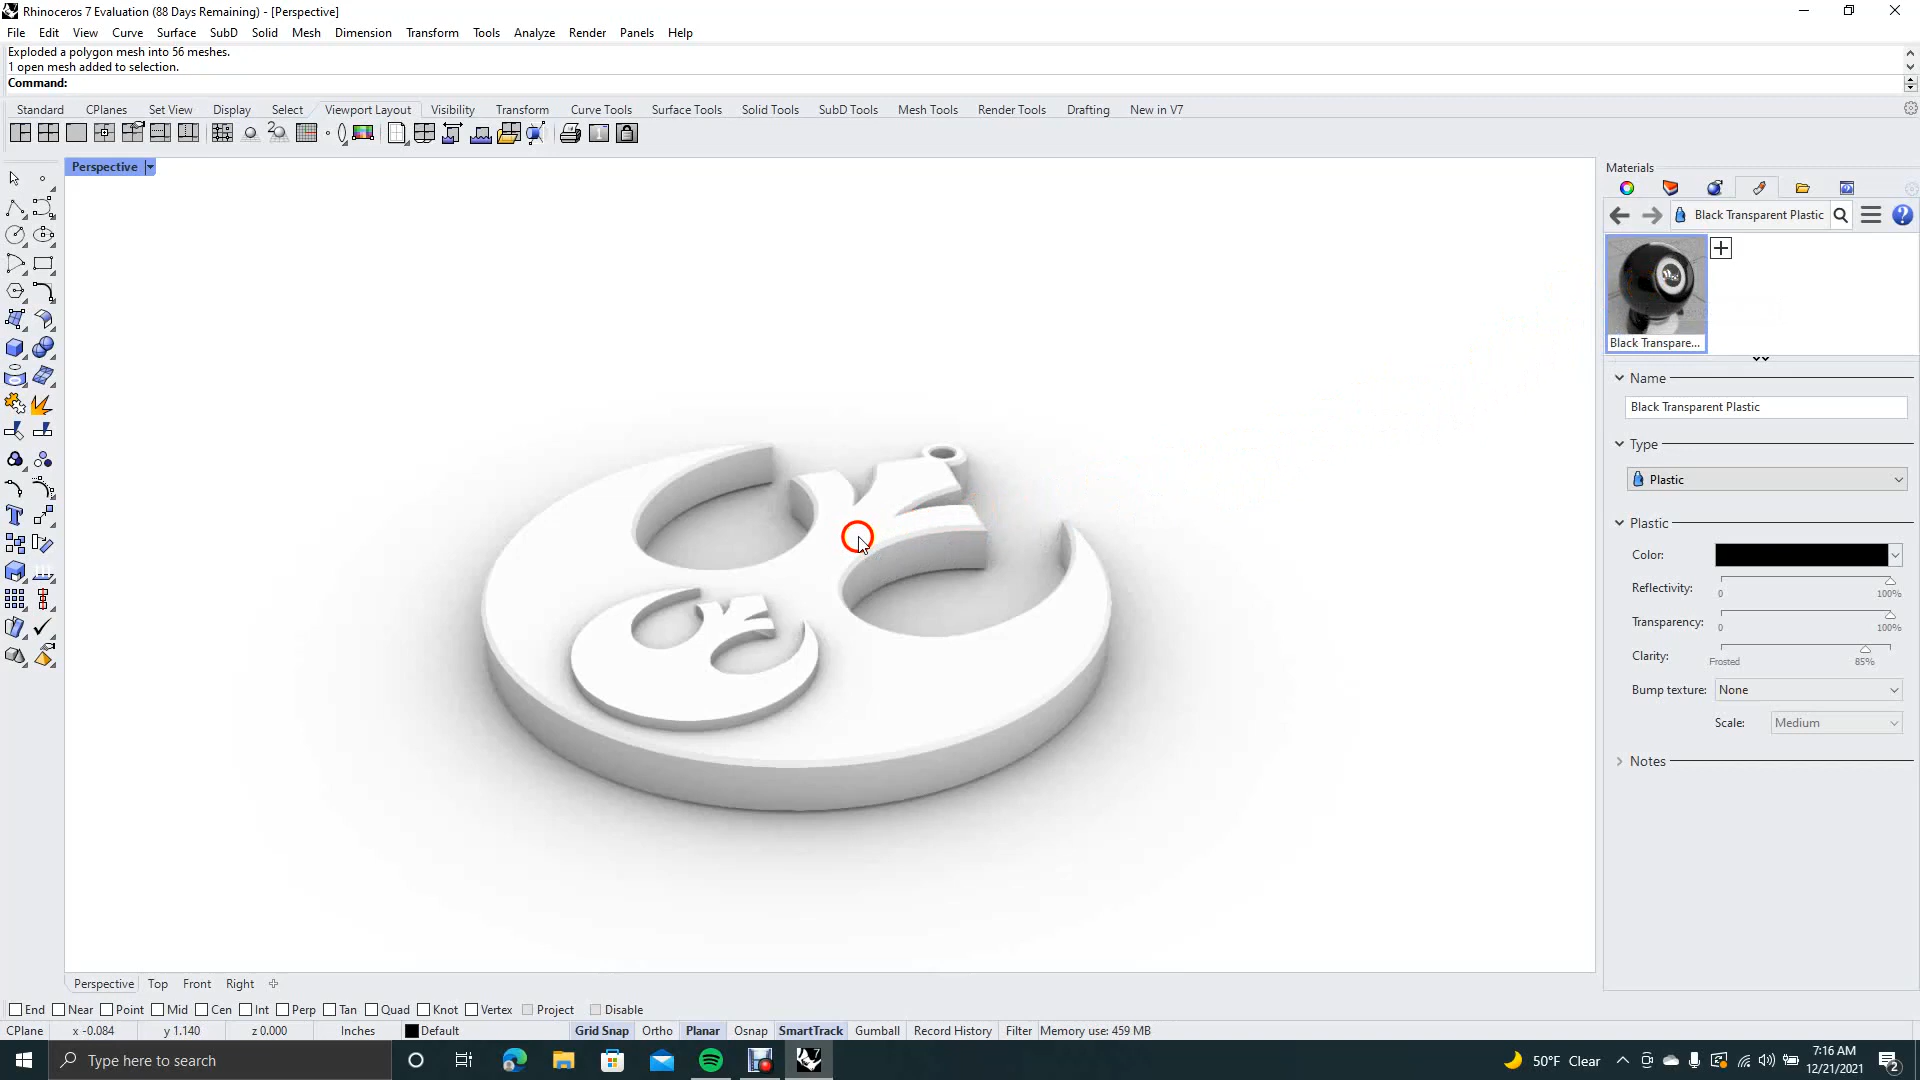 Rhinoceros 7 Evaluation (88 Days Remaining) - [Perspective]
File Edit View Curve Surface SubD Solid Mesh Dimension Transform Tools Analyze Render Panels Help
Exploded a polygon mesh into 56 meshes.
1 open mesh added to selection.
Command:
Standard CPlanes Set View Display Select Viewport Layout Visibility Transform Curve Tools Surface Tools Solid Tools SubD Tools Mesh Tools Render Tools Drafting New in V7
Perspective
Materials
Black Transparent Plastic
Black Transpare...
Name
Black Transparent Plastic
Type
Plastic
Plastic
Color:
Reflectivity:
0 100%
Transparency:
0 100%
Clarity:
Frosted 85%
Bump texture: None
Scale: Medium
Notes
Perspective Top Front Right
End Near Point Mid Cen Int Perp Tan Quad Knot Vertex Project Disable
CPlane x -0.084 y 1.140 z 0.000 Inches Default Grid Snap Ortho Planar Osnap SmartTrack Gumball Record History Filter Memory use: 459 MB
Type here to search
50°F Clear
7:16 AM
12/21/2021
2